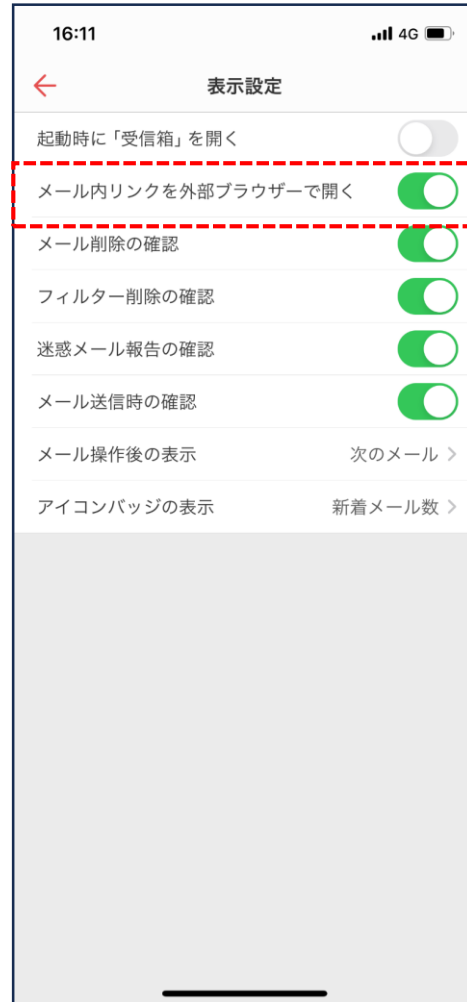 16:11 4G
表示設定
起動時に「受信箱」を開く
メール内リンクを外部ブラウザーで開く
メール削除の確認
フィルター削除の確認
迷惑メール報告の確認
メール送信時の確認
メール操作後の表示 次のメール >
アイコンバッジの表示 新着メール数 >